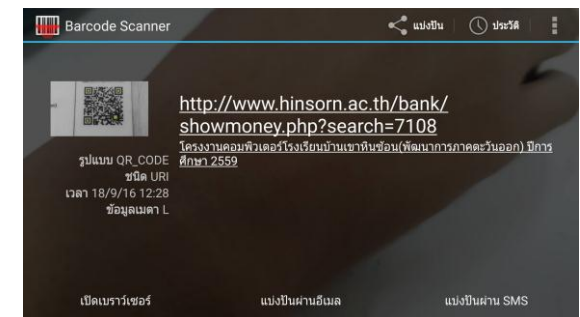 Barcode Scanner
แบ่งปัน
ประวัติ
http://www.hinsorn.ac.th/bank/
showmoney.php?search=7108
โครงงานคอมพิวเตอร์โรงเรียนบ้านเขาหินซ้อน(พัฒนาการภาคตะวันออก) ปีการ
ศึกษา 2559
รูปแบบ QR_CODE
ชนิด URI
เวลา 18/9/16 12:28
ข้อมูลเมตา L
เปิดเบราว์เซอร์
แบ่งปันผ่านอีเมล
แบ่งปันผ่าน SMS